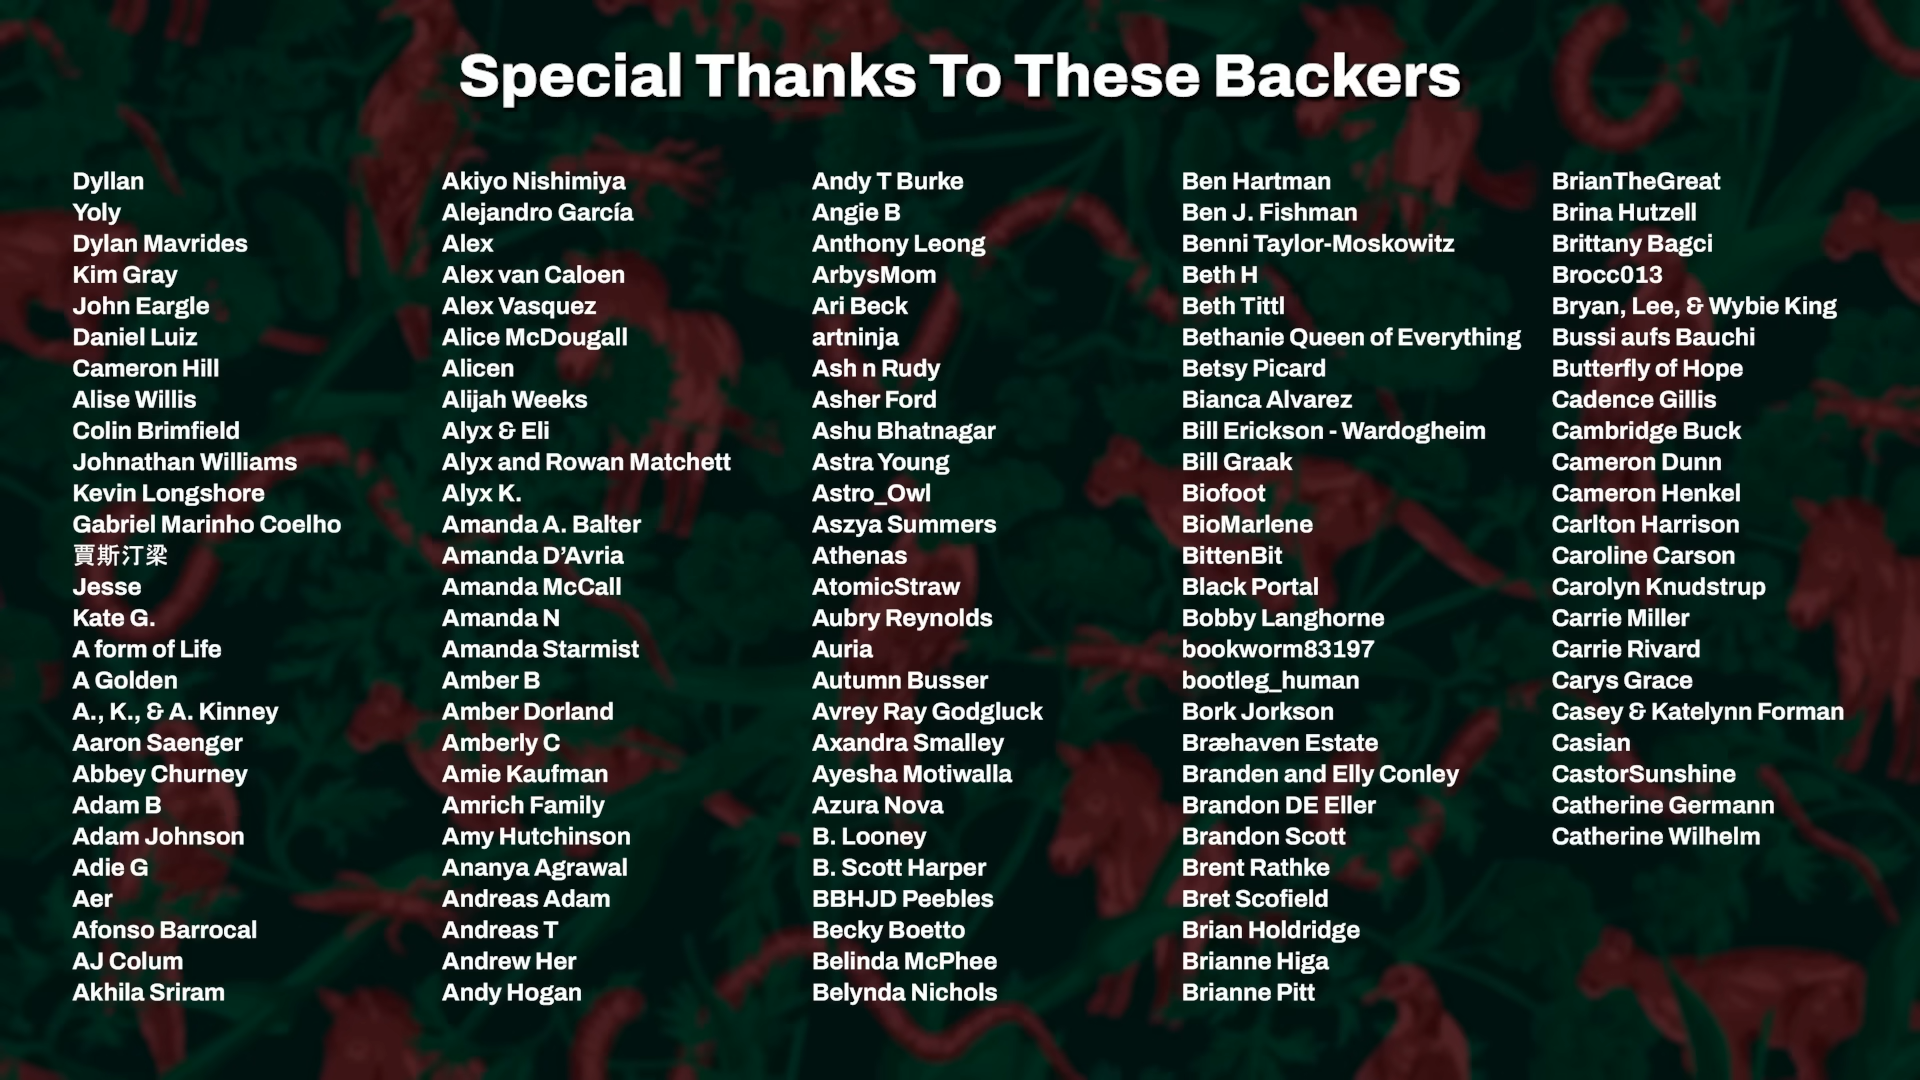 Special Thanks To These Backers
Dyllan
Yoly
Dylan Mavrides
Kim Gray
John Eargle
Daniel Luiz
Cameron Hill
Alise Willis
Colin Brimfield
Johnathan Williams
Kevin Longshore
Gabriel Marinho Coelho
賈斯汀梁
Jesse
Kate G.
A form of Life
A Golden
A., K., & A. Kinney
Aaron Saenger
Abbey Churney
Adam B
Adam Johnson
Adie G
Aer
Afonso Barrocal
AJ Colum
Akhila Sriram
Akiyo Nishimiya
Alejandro García
Alex
Alex van Caloen
Alex Vasquez
Alice McDougall
Alicen
Alijah Weeks
Alyx & Eli
Alyx and Rowan Matchett
Alyx K.
Amanda A. Balter
Amanda D’Avria
Amanda McCall
Amanda N
Amanda Starmist
Amber B
Amber Dorland
Amberly C
Amie Kaufman
Amrich Family
Amy Hutchinson
Ananya Agrawal
Andreas Adam
Andreas T
Andrew Her
Andy Hogan
Andy T Burke
Angie B
Anthony Leong
ArbysMom
Ari Beck
artninja
Ash n Rudy
Asher Ford
Ashu Bhatnagar
Astra Young
Astro_Owl
Aszya Summers
Athenas
AtomicStraw
Aubry Reynolds
Auria
Autumn Busser
Avrey Ray Godgluck
Axandra Smalley
Ayesha Motiwalla
Azura Nova
B. Looney
B. Scott Harper
BBHJD Peebles
Becky Boetto
Belinda McPhee
Belynda Nichols
Ben Hartman
Ben J. Fishman
Benni Taylor-Moskowitz
Beth H
Beth Tittl
Bethanie Queen of Everything
Betsy Picard
Bianca Alvarez
Bill Erickson - Wardogheim
Bill Graak
Biofoot
BioMarlene
BittenBit
Black Portal
Bobby Langhorne
bookworm83197
bootleg_human
Bork Jorkson
Bræhaven Estate
Branden and Elly Conley
Brandon DE Eller
Brandon Scott
Brent Rathke
Bret Scofield
Brian Holdridge
Brianne Higa
Brianne Pitt
BrianTheGreat
Brina Hutzell
Brittany Bagci
Brocc013
Bryan, Lee, & Wybie King
Bussi aufs Bauchi
Butterfly of Hope
Cadence Gillis
Cambridge Buck
Cameron Dunn
Cameron Henkel
Carlton Harrison
Caroline Carson
Carolyn Knudstrup
Carrie Miller
Carrie Rivard
Carys Grace
Casey & Katelynn Forman
Casian
CastorSunshine
Catherine Germann
Catherine Wilhelm